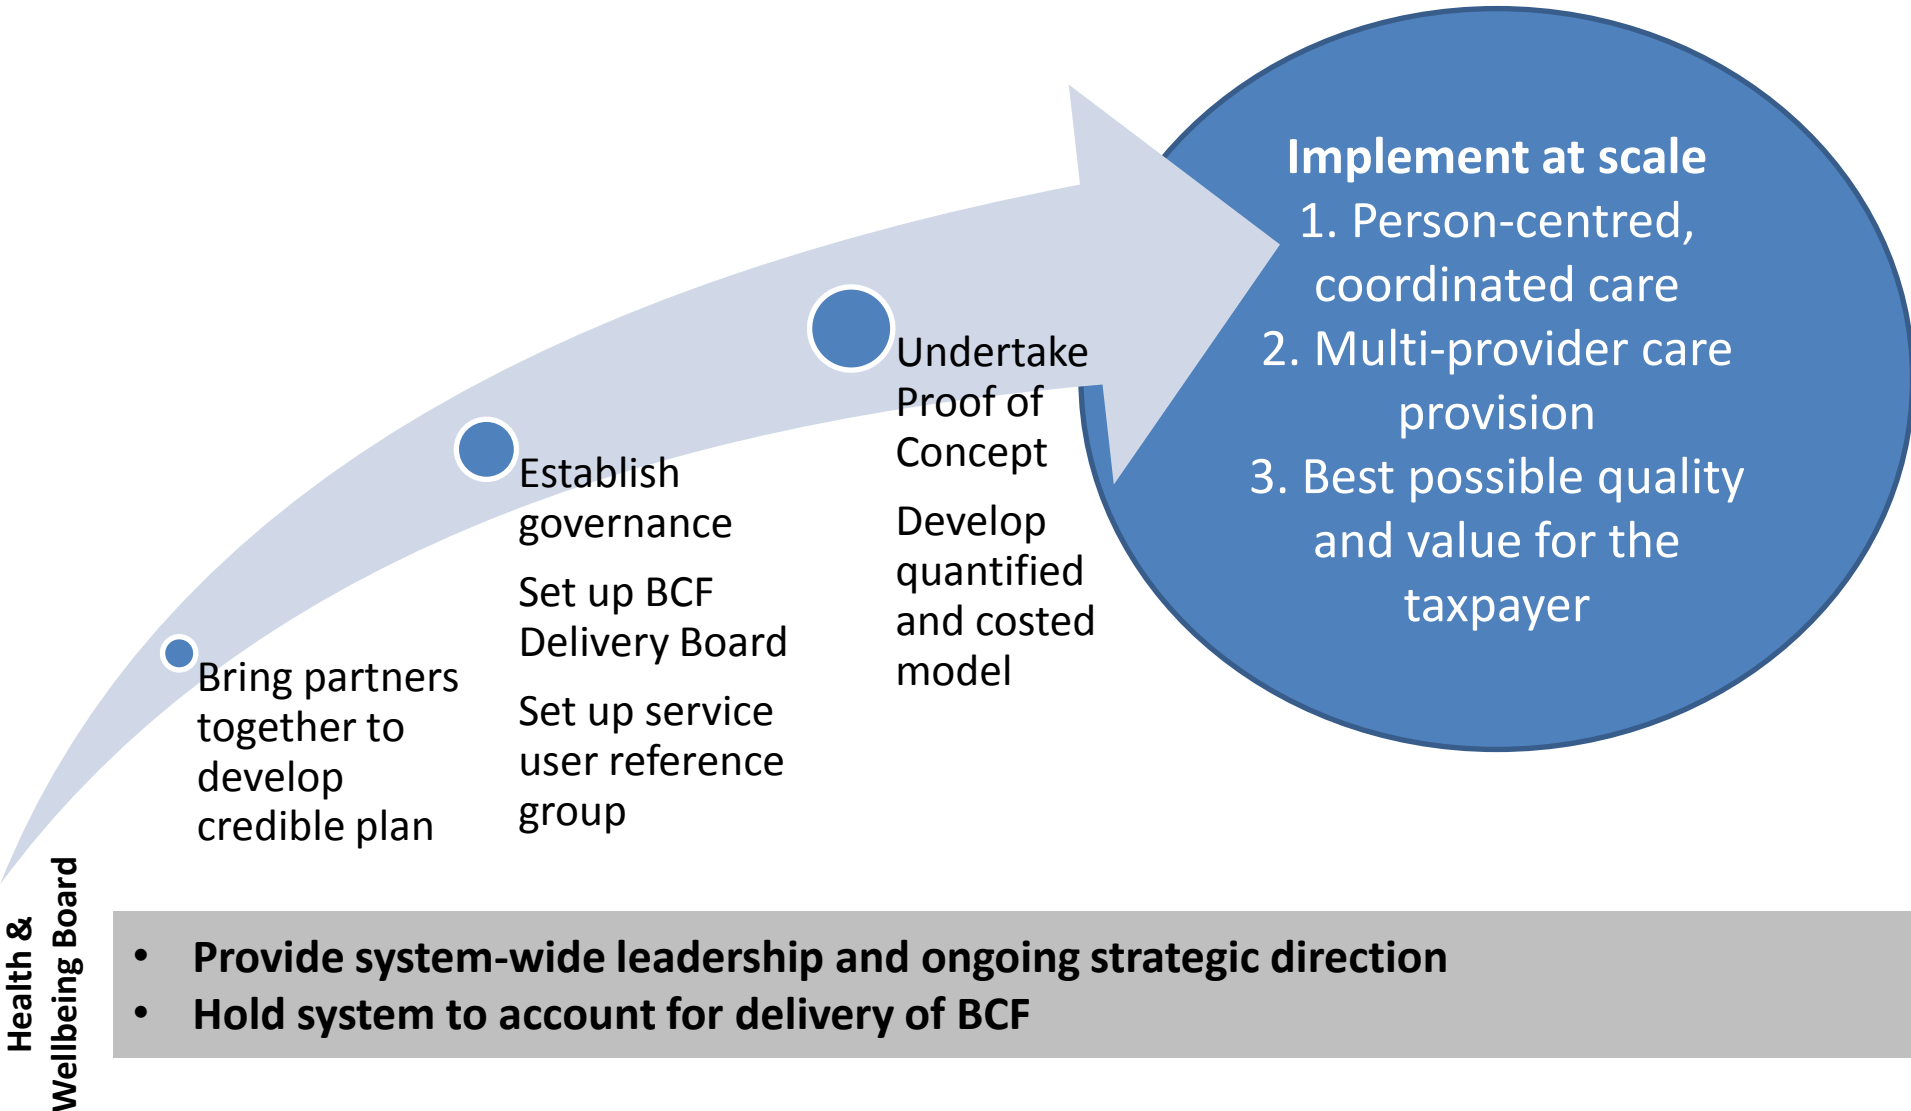 Implement at scale
1. Person-centred,
coordinated care
2. Multi-provider care
provision
3. Best possible quality
and value for the
taxpayer
Undertake
Proof of
Concept
Develop
quantified
and costed
model
Establish
governance
Set up BCF
Delivery Board
Set up service
user reference
group
Bring partners
together to
develop
credible plan
Health &
Wellbeing Board
• Provide system-wide leadership and ongoing strategic direction
• Hold system to account for delivery of BCF